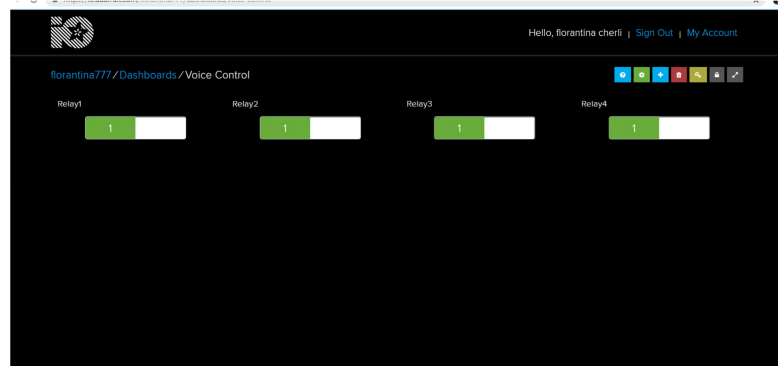 Hello, florantina cherli | Sign Out | My Account
florantina777 / Dashboards / Voice Control
Relay1 Relay2 Relay3 Relay4
1 1 1 1